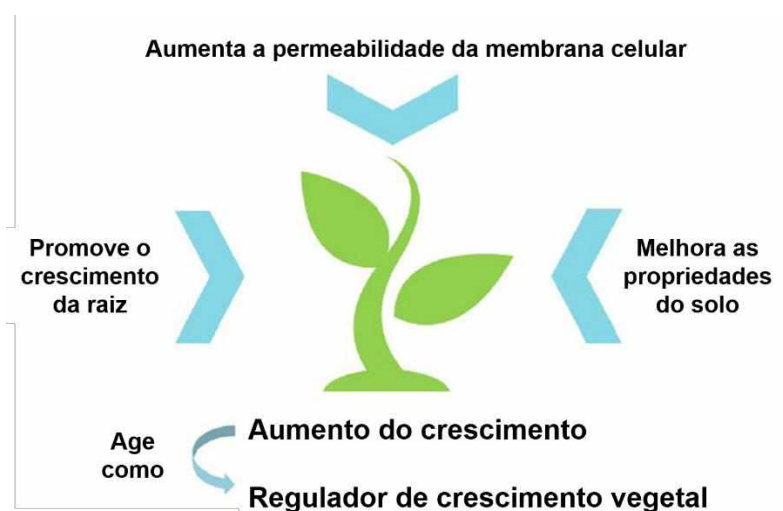 Aumenta a permeabilidade da membrana celular
Promove o
crescimento
da raiz
Melhora as
propriedades
do solo
Age
como
Aumento do crescimento
Regulador de crescimento vegetal